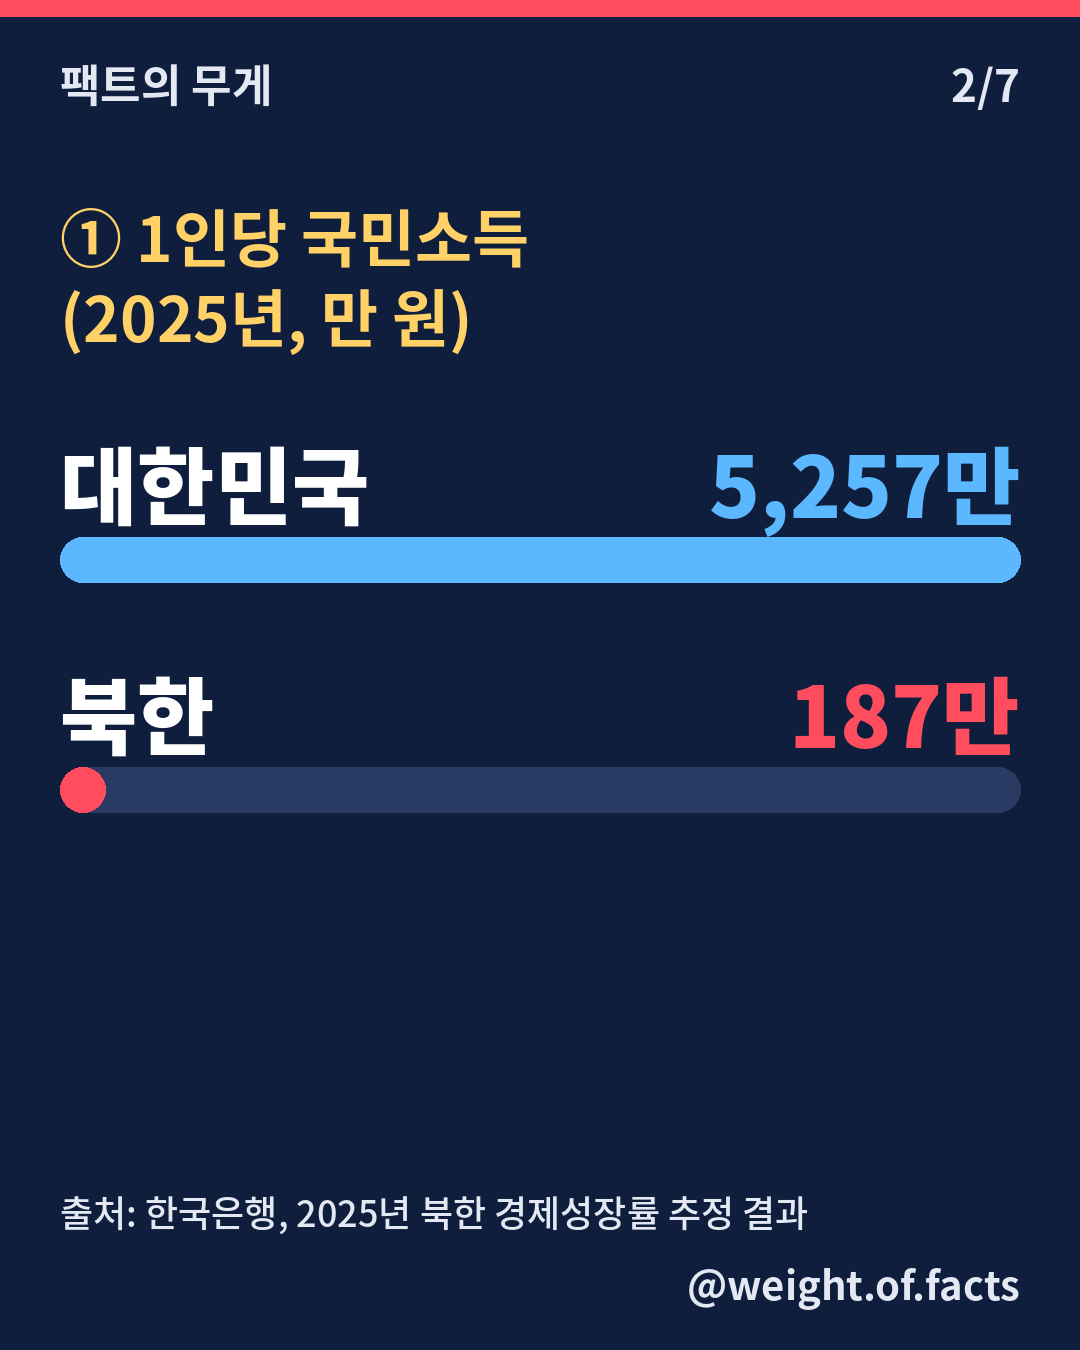 팩트의 무게
2/7
① 1인당 국민소득
(2025년, 만 원)
대한민국
5,257만
북한
187만
출처: 한국은행, 2025년 북한 경제성장률 추정 결과
@weight.of.facts